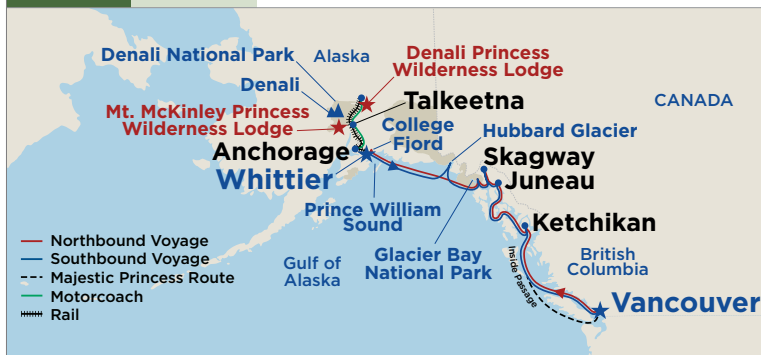 Denali National Park
Alaska
Denali Princess
Wilderness Lodge
Denali
Talkeetna
CANADA
Mt. McKinley Princess
Wilderness Lodge
College
Fjord
Hubbard Glacier
Anchorage
Skagway
Whittier
Juneau
Prince William
Sound
Ketchikan
Glacier Bay
National Park
Gulf of
Alaska
Inside Passage
British
Columbia
Vancouver
Northbound Voyage
Southbound Voyage
Majestic Princess Route
Motorcoach
Rail